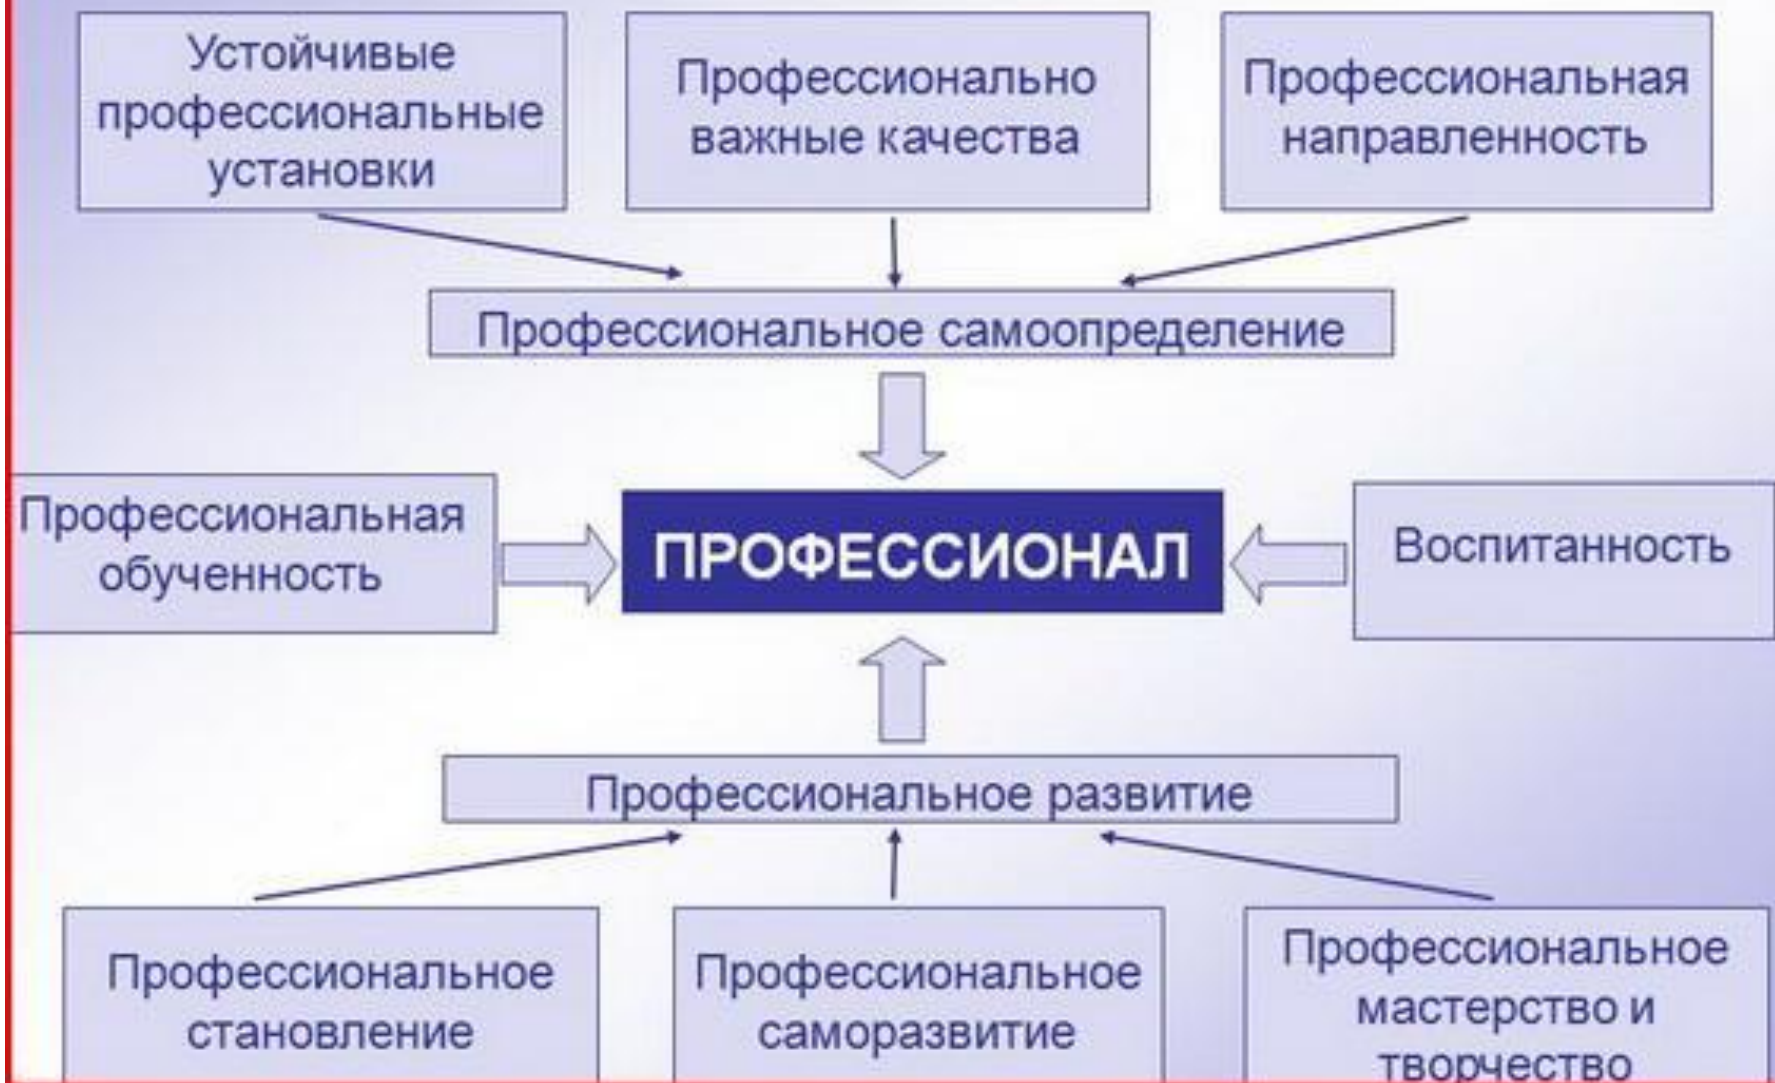 Устойчивые
профессиональные
установки
Профессионально
важные качества
Профессиональная
направленность
Профессиональное самоопределение
Профессиональная
обученность
ПРОФЕССИОНАЛ
Воспитанность
Профессиональное развитие
Профессиональное
становление
Профессиональное
саморазвитие
Профессиональное
мастерство и
творчество